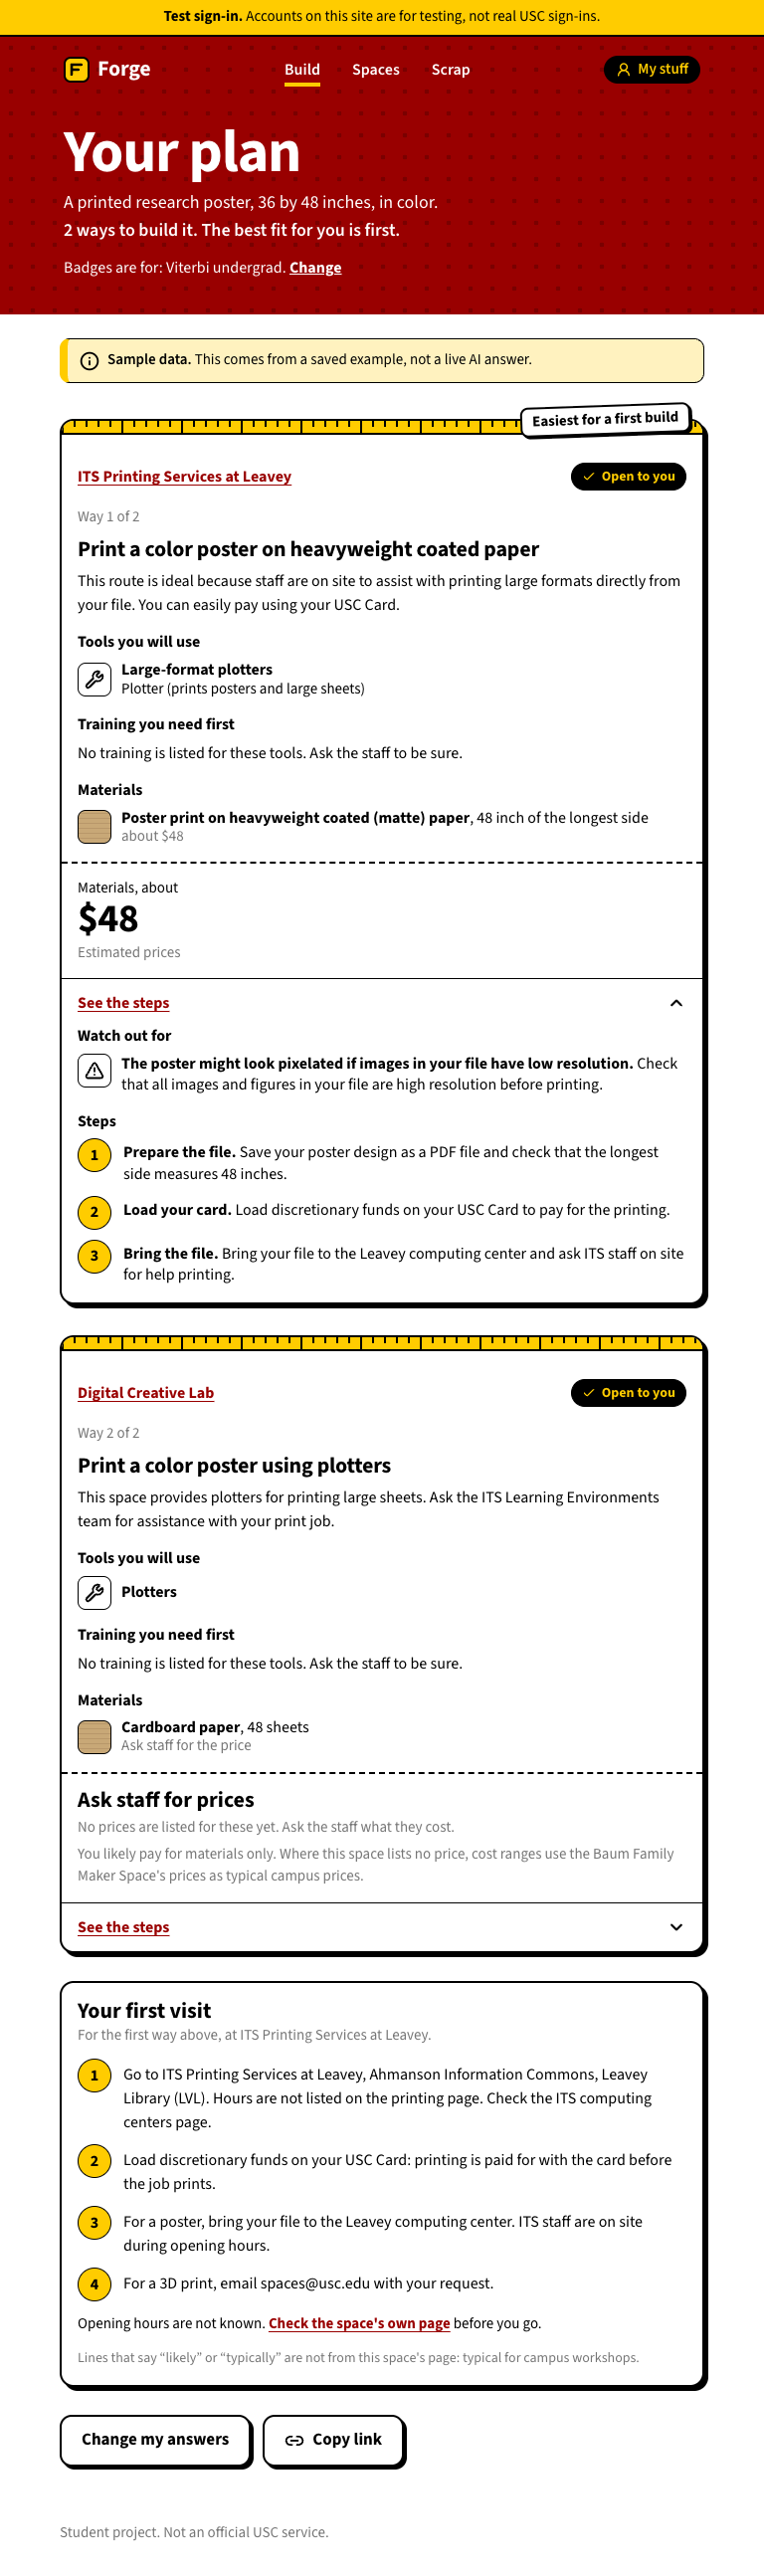 Test sign-in. Accounts on this site are for testing, not real USC sign-ins.
F Forge
Build Spaces Scrap
My stuff
Your plan
A printed research poster, 36 by 48 inches, in color.
2 ways to build it. The best fit for you is first.
Badges are for: Viterbi undergrad. Change
Sample data. This comes from a saved example, not a live AI answer.
Easiest for a first build
ITS Printing Services at Leavey
Open to you
Way 1 of 2
Print a color poster on heavyweight coated paper
This route is ideal because staff are on site to assist with printing large formats directly from
your file. You can easily pay using your USC Card.
Tools you will use
Large-format plotters
Plotter (prints posters and large sheets)
Training you need first
No training is listed for these tools. Ask the staff to be sure.
Materials
Poster print on heavyweight coated (matte) paper, 48 inch of the longest side
about $48
Materials, about
$48
Estimated prices
See the steps
Watch out for
The poster might look pixelated if images in your file have low resolution. Check
that all images and figures in your file are high resolution before printing.
Steps
1 Prepare the file. Save your poster design as a PDF file and check that the longest
side measures 48 inches.
2 Load your card. Load discretionary funds on your USC Card to pay for the printing.
3 Bring the file. Bring your file to the Leavey computing center and ask ITS staff on site
for help printing.
Digital Creative Lab
Open to you
Way 2 of 2
Print a color poster using plotters
This space provides plotters for printing large sheets. Ask the ITS Learning Environments
team for assistance with your print job.
Tools you will use
Plotters
Training you need first
No training is listed for these tools. Ask the staff to be sure.
Materials
Cardboard paper, 48 sheets
Ask staff for the price
Ask staff for prices
No prices are listed for these yet. Ask the staff what they cost.
You likely pay for materials only. Where this space lists no price, cost ranges use the Baum Family
Maker Space's prices as typical campus prices.
See the steps
Your first visit
For the first way above, at ITS Printing Services at Leavey.
1 Go to ITS Printing Services at Leavey, Ahmanson Information Commons, Leavey
Library (LVL). Hours are not listed on the printing page. Check the ITS computing
centers page.
2 Load discretionary funds on your USC Card: printing is paid for with the card before
the job prints.
3 For a poster, bring your file to the Leavey computing center. ITS staff are on site
during opening hours.
4 For a 3D print, email spaces@usc.edu with your request.
Opening hours are not known. Check the space's own page before you go.
Lines that say “likely” or “typically” are not from this space's page: typical for campus workshops.
Change my answers
Copy link
Student project. Not an official USC service.